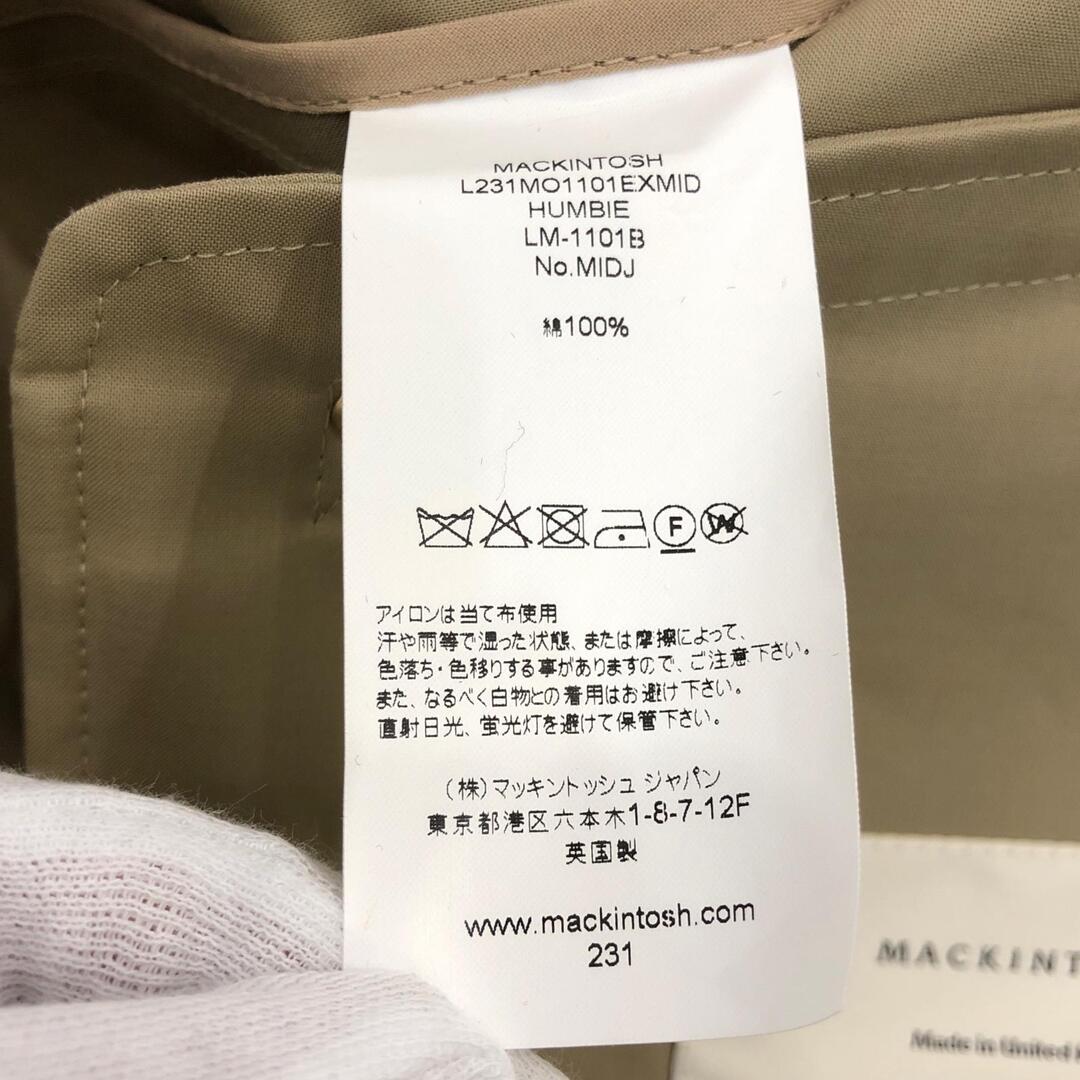 MACKINTOSH
L231MO1101EXMID
HUMBIE
LM-1101B
No.MIDJ
綿100%
F
W
アイロンは当て布使用
汗や雨等で湿った状態、または摩擦によって、
色落ち・色移りする事がありますので、ご注意下さい。
また、なるべく白物との着用はお避け下さい。
直射日光、蛍光灯を避けて保管下さい。
(株)マッキントッシュ ジャパン
東京都港区六本木1-8-7-12F
英国製
www.mackintosh.com
231
MACKINT
Made in United